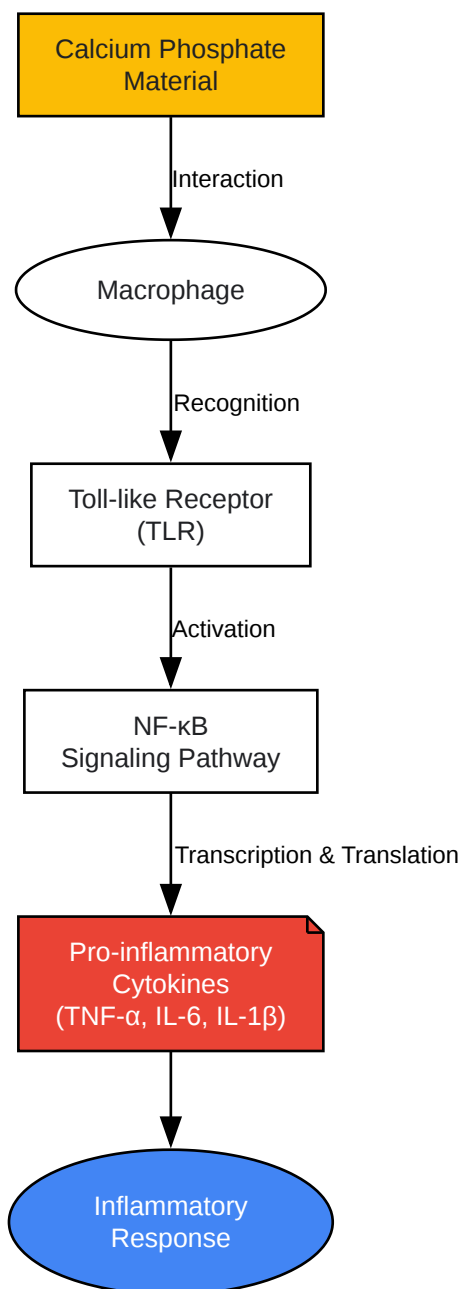 Calcium Phosphate
Material
Interaction
Macrophage
Recognition
Toll-like Receptor
(TLR)
Activation
NF-κB
Signaling Pathway
Transcription & Translation
Pro-inflammatory
Cytokines
(TNF-α, IL-6, IL-1β)
Inflammatory
Response